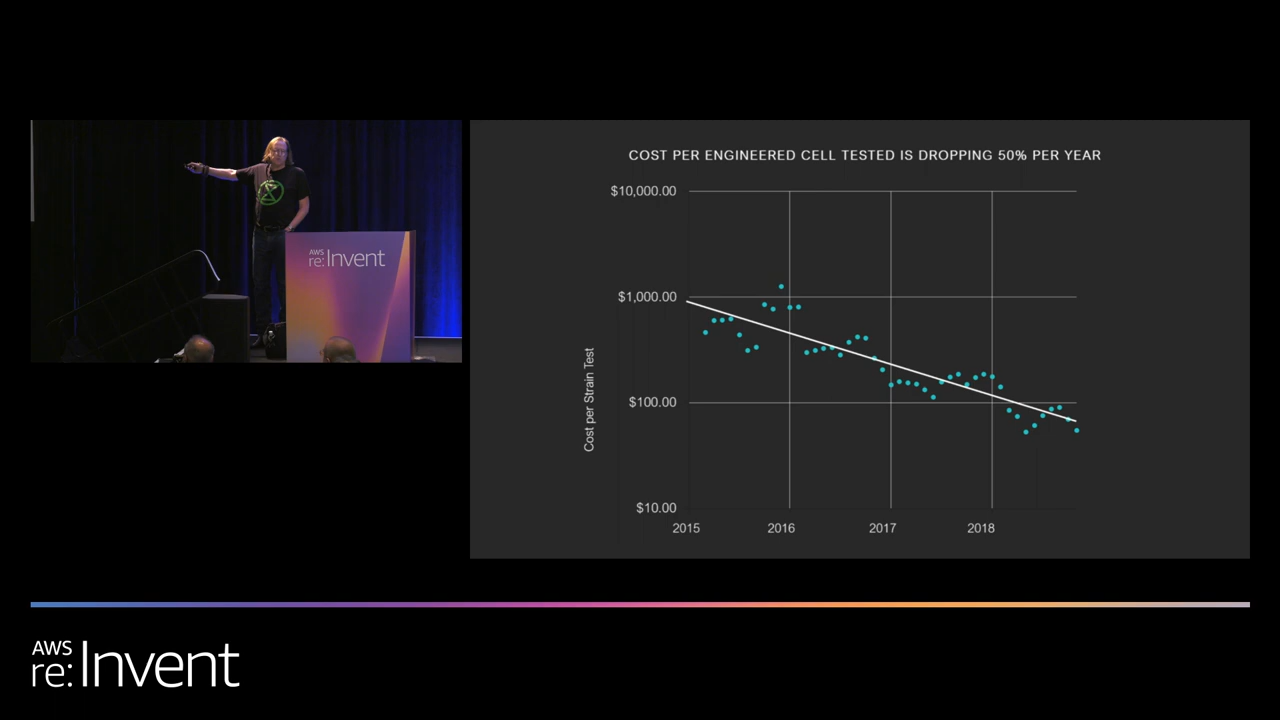 COST PER ENGINEERED CELL TESTED IS DROPPING 50% PER YEAR
$10,000.00
$1,000.00
$100.00
$10.00
Cost per Strain Test
2015 2016 2017 2018
AWS
re:Invent
AWS
re:Invent